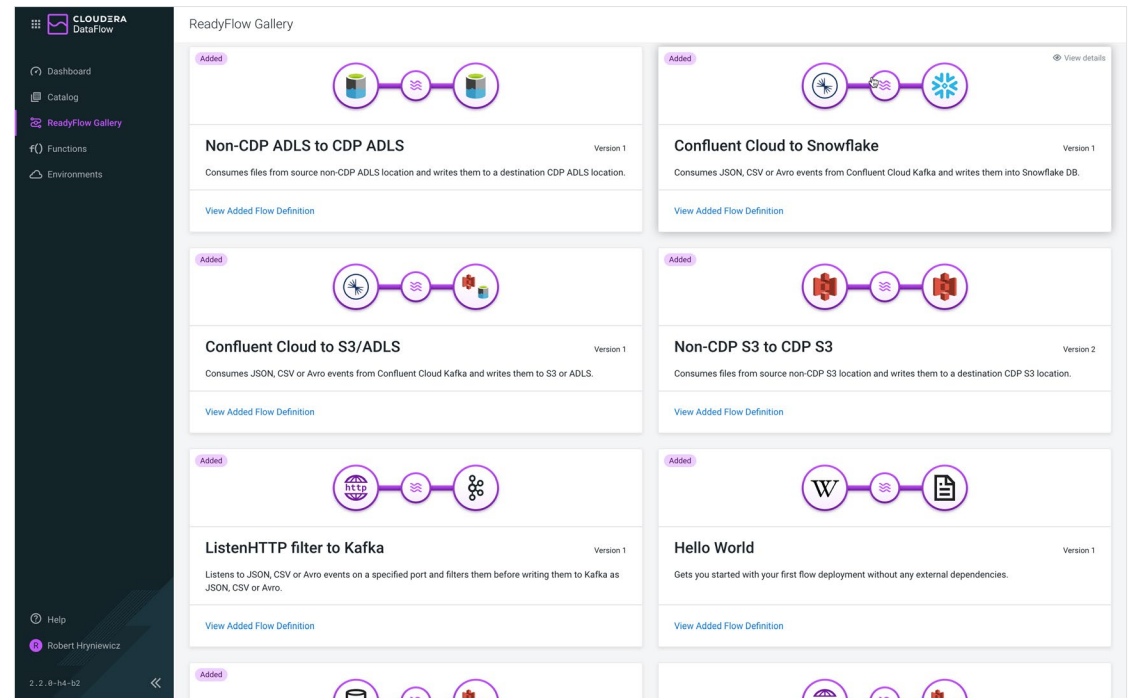 CLOUDERA
DataFlow
Dashboard
Catalog
ReadyFlow Gallery
f() Functions
Environments
Help
R Robert Hryniewicz
2.2.0-h4-b2
ReadyFlow Gallery
Added
Non-CDP ADLS to CDP ADLS
Version 1
Consumes files from source non-CDP ADLS location and writes them to a destination CDP ADLS location.
View Added Flow Definition
Added
View details
Confluent Cloud to Snowflake
Version 1
Consumes JSON, CSV or Avro events from Confluent Cloud Kafka and writes them into Snowflake DB.
View Added Flow Definition
Added
Confluent Cloud to S3/ADLS
Version 1
Consumes JSON, CSV or Avro events from Confluent Cloud Kafka and writes them to S3 or ADLS.
View Added Flow Definition
Added
Non-CDP S3 to CDP S3
Version 2
Consumes files from source non-CDP S3 location and writes them to a destination CDP S3 location.
View Added Flow Definition
Added
http
ListenHTTP filter to Kafka
Version 1
Listens to JSON, CSV or Avro events on a specified port and filters them before writing them to Kafka as
JSON, CSV or Avro.
View Added Flow Definition
Added
W
Hello World
Version 1
Gets you started with your first flow deployment without any external dependencies.
View Added Flow Definition
Added